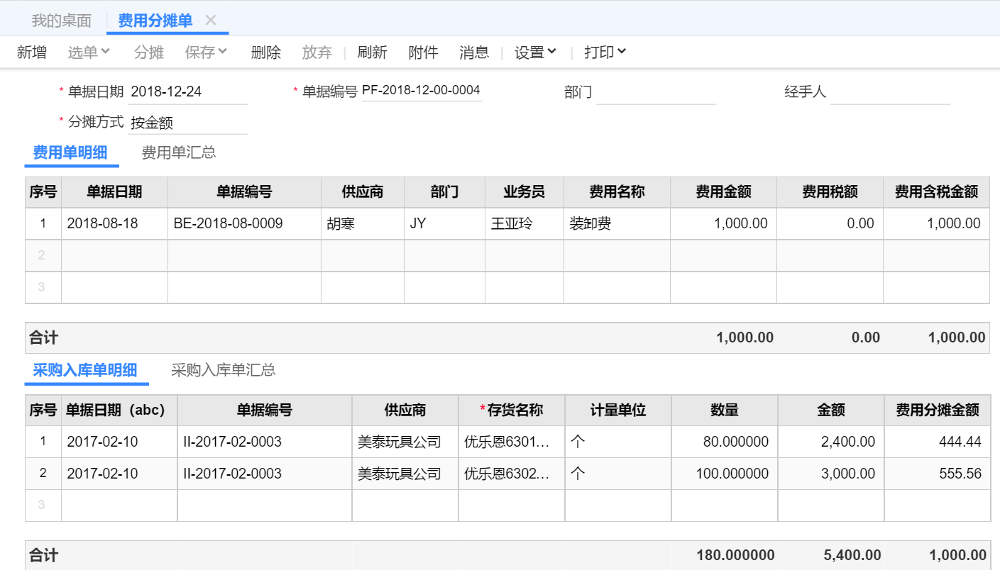 我的桌面 费用分摊单
新增 选单 分摊 保存 删除 放弃 刷新 附件 消息 设置 打印
* 单据日期 2018-12-24 * 单据编号 PF-2018-12-00-0004 部门 经手人
* 分摊方式 按金额
费用单明细 费用单汇总
序号 单据日期 单据编号 供应商 部门 业务员 费用名称 费用金额 费用税额 费用含税金额
1 2018-08-18 BE-2018-08-0009 胡寒 JY 王亚玲 装卸费 1,000.00 0.00 1,000.00
2
3
合计 1,000.00 0.00 1,000.00
采购入库单明细 采购入库单汇总
序号 单据日期（abc） 单据编号 供应商 *存货名称 计量单位 数量 金额 费用分摊金额
1 2017-02-10 II-2017-02-0003 美泰玩具公司 优乐恩6301... 个 80.000000 2,400.00 444.44
2 2017-02-10 II-2017-02-0003 美泰玩具公司 优乐恩6302... 个 100.000000 3,000.00 555.56
3
合计 180.000000 5,400.00 1,000.00